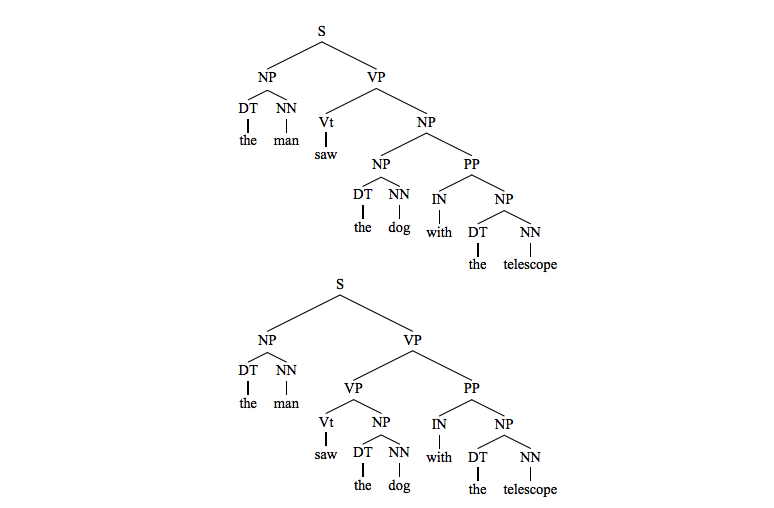 S
NP VP
DT NN Vt NP
the man saw NP PP
DT NN IN NP
the dog with DT NN
the telescope
S
NP VP
DT NN VP PP
the man Vt NP IN NP
saw DT NN with DT NN
the dog the telescope